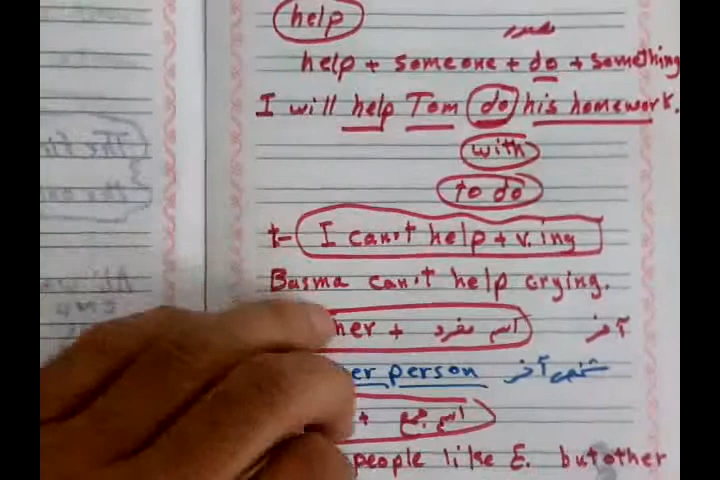 help
مصدر
help + someone + do + something
I will help Tom do his homework.
with
to do
t- I can't help + v. ing
Basma can't help crying.
her + اسم مفرد آخر
er person شخص آخر
+ اسم جمع
people like E. but other